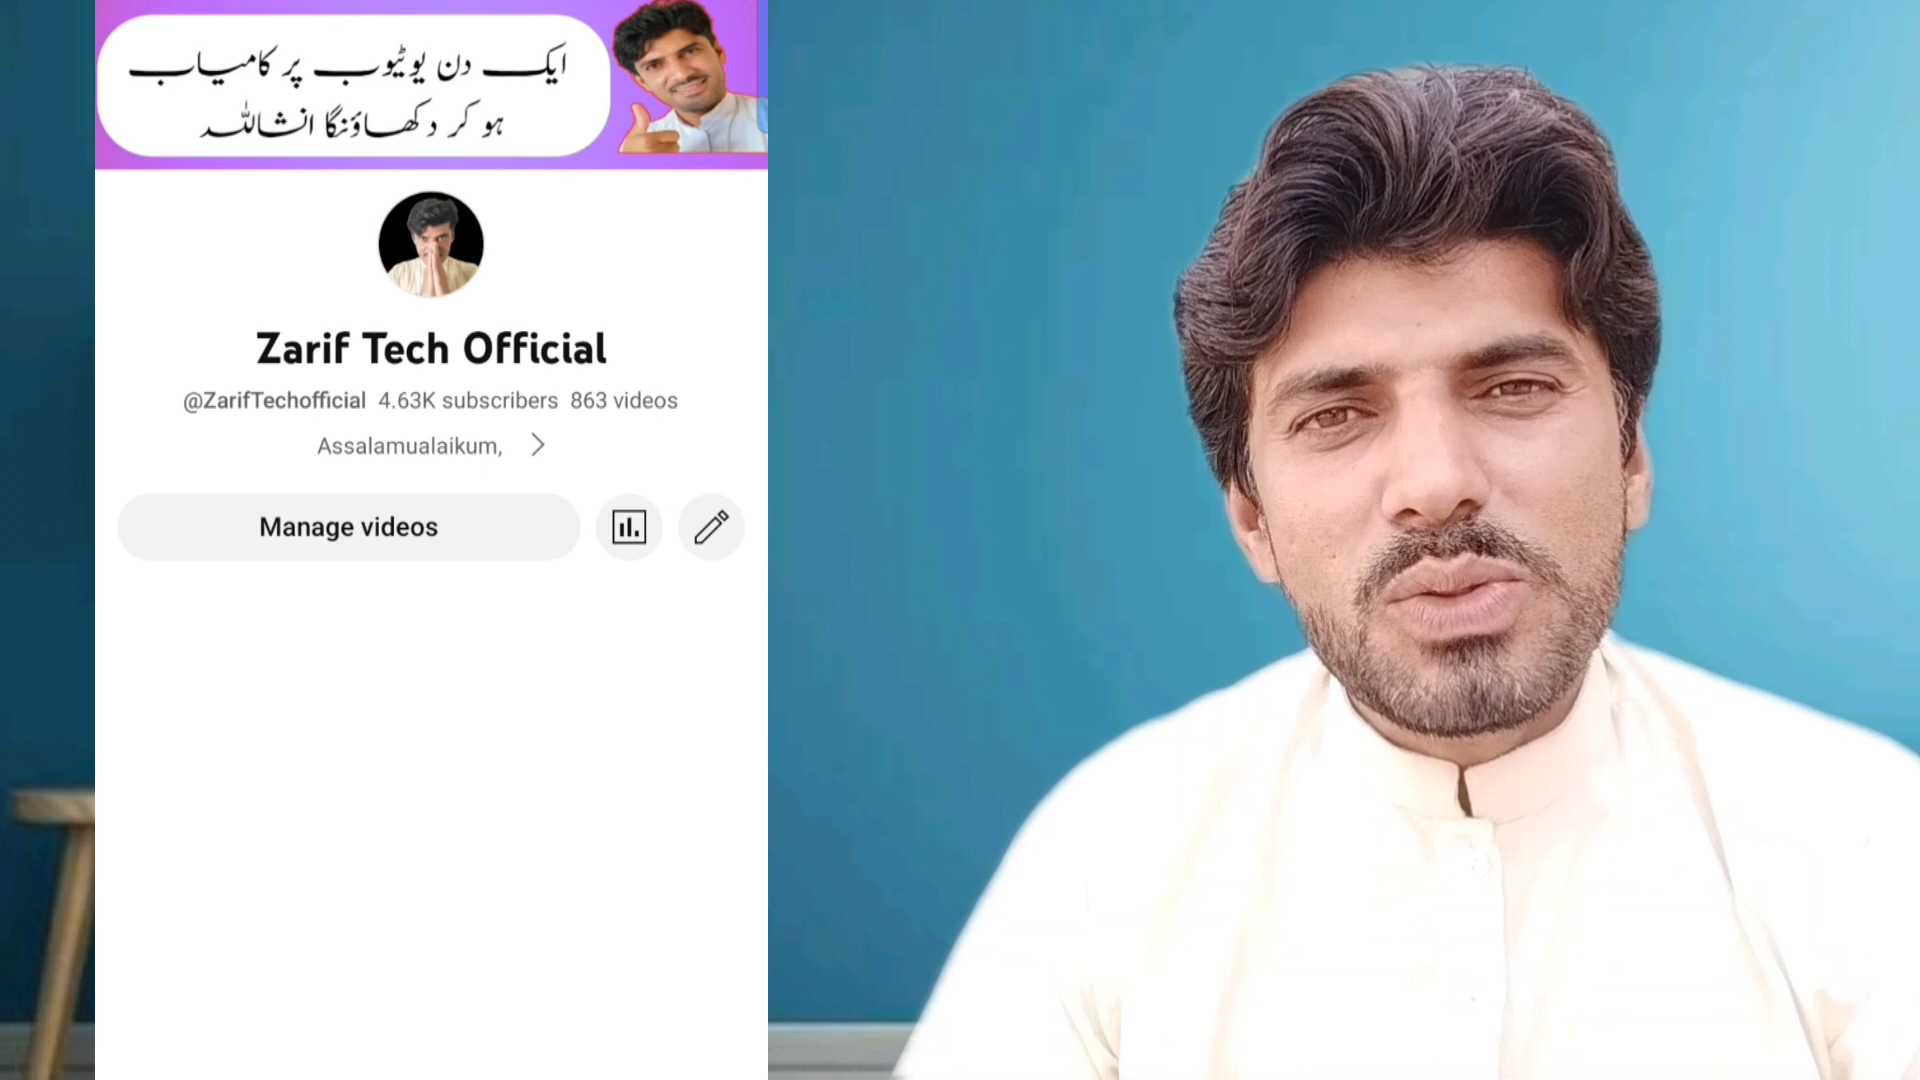 ایک دن یوٹیوب پر کامیاب
ہو کر دکھاؤنگا انشاللہ
Zarif Tech Official
@ZarifTechofficial 4.63K subscribers 863 videos
Assalamualaikum,
Manage videos